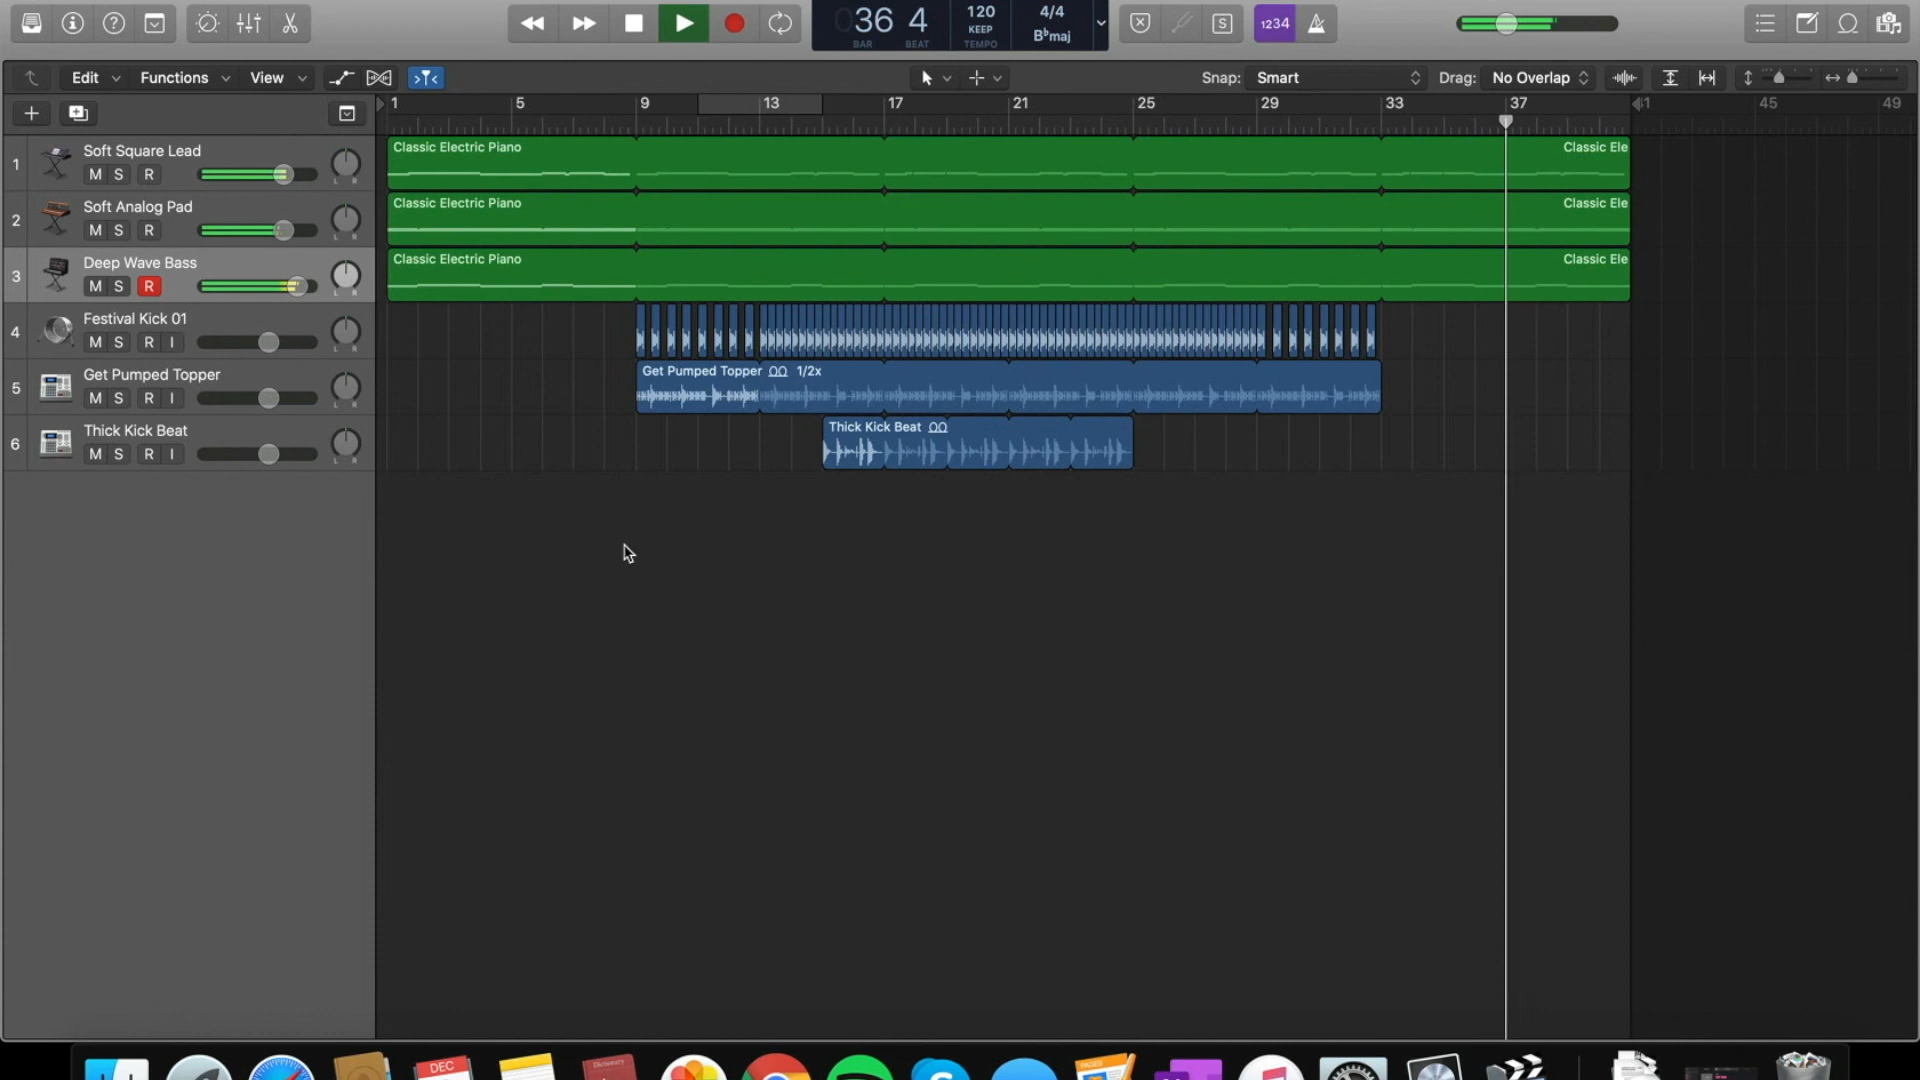 36 4 120 4/4
KEEP B♭maj
BAR BEAT TEMPO
S 1234
Edit Functions View Snap: Smart Drag: No Overlap
1 5 9 13 17 21 25 29 33 37 41 45 49
1 Soft Square Lead
M S R
Classic Electric Piano Classic Ele
2 Soft Analog Pad
M S R
Classic Electric Piano Classic Ele
3 Deep Wave Bass
M S R
Classic Electric Piano Classic Ele
4 Festival Kick 01
M S R I
5 Get Pumped Topper
M S R I
Get Pumped Topper 1/2x
6 Thick Kick Beat
M S R I
Thick Kick Beat
DEC Dictionary PAGES